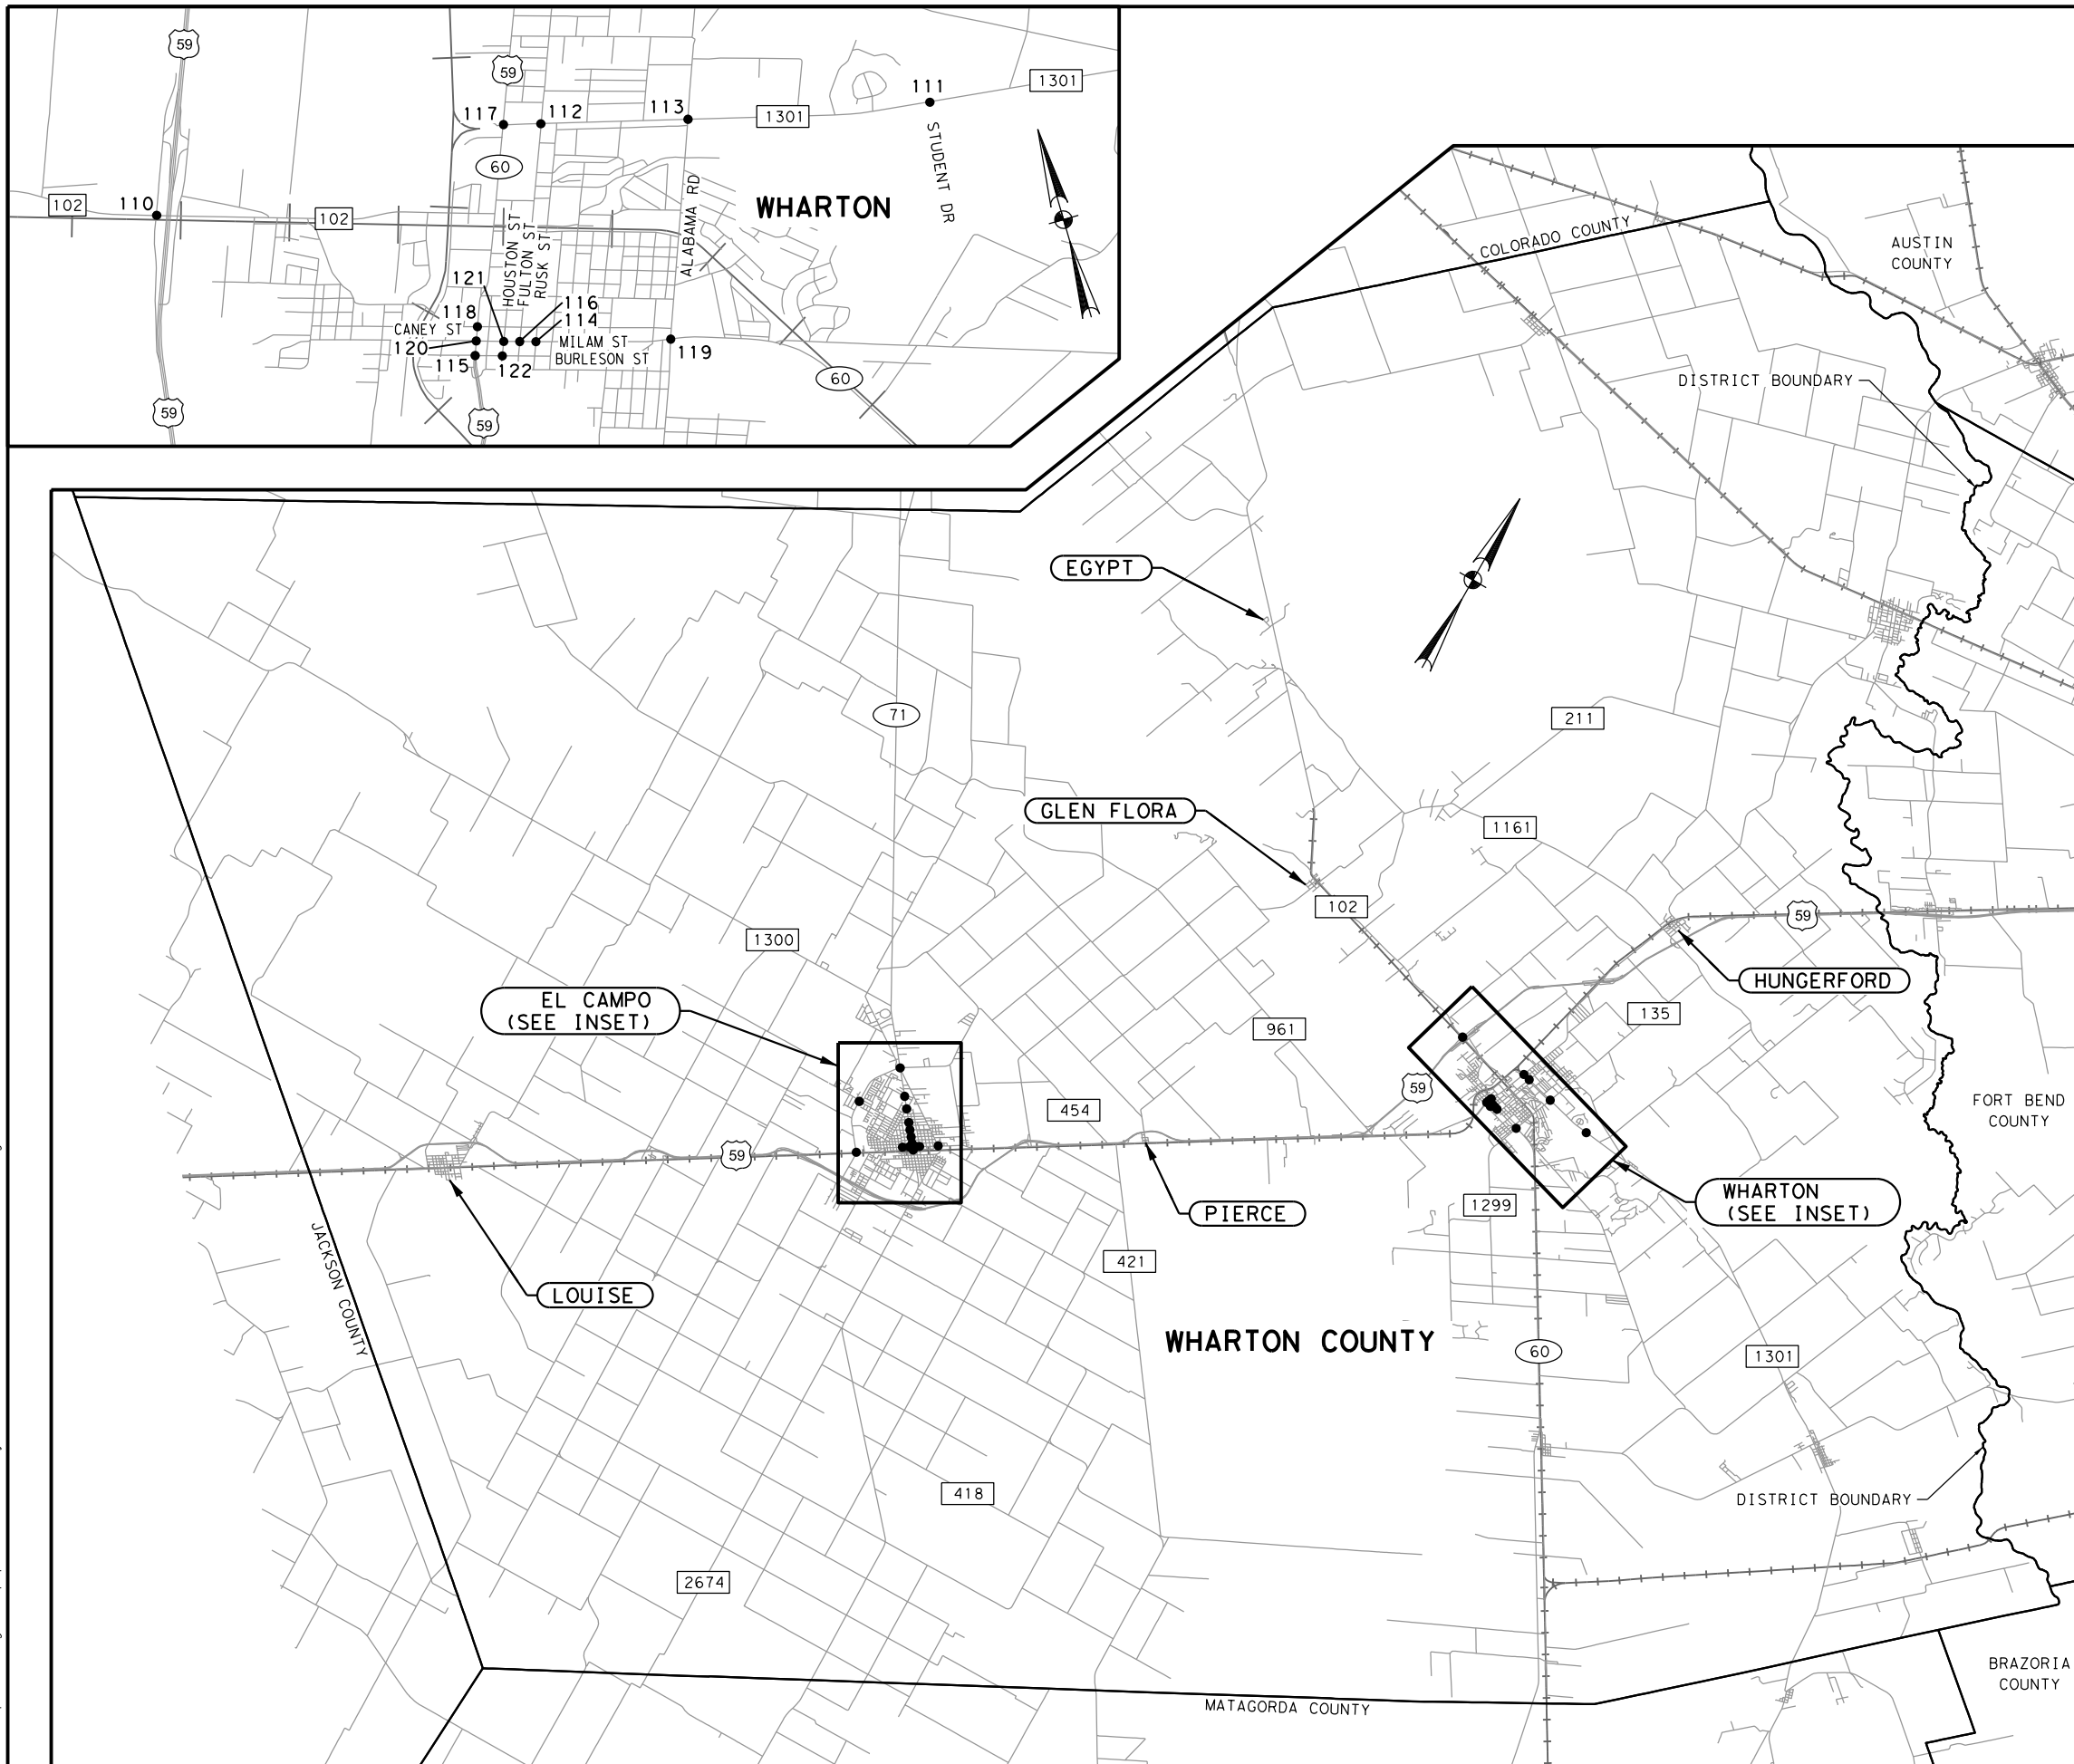 59
59
111
1301
117
112
113
1301
STUDENT DR
60
ALABAMA RD
WHARTON
102
110
102
HOUSTON ST
FULTON ST
RUSK ST
121
116
118
114
CANEY ST
120
MILAM ST
BURLESON ST
119
115
122
60
59
59
COLORADO COUNTY
AUSTIN
COUNTY
DISTRICT BOUNDARY
EGYPT
71
211
GLEN FLORA
1161
102
59
1300
HUNGERFORD
EL CAMPO
(SEE INSET)
135
961
59
454
FORT BEND
COUNTY
59
WHARTON
(SEE INSET)
1299
PIERCE
JACKSON COUNTY
421
LOUISE
WHARTON COUNTY
60
1301
418
DISTRICT BOUNDARY
2674
BRAZORIA
COUNTY
MATAGORDA COUNTY